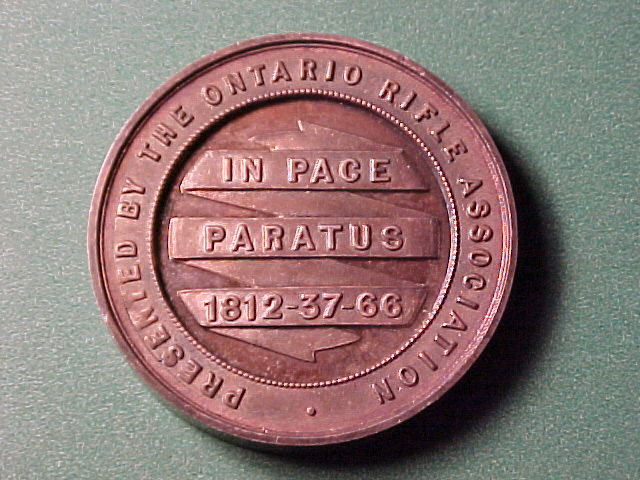 PRESENTED BY THE ONTARIO RIFLE ASSOCIATION
IN PACE
PARATUS
1812-37-66